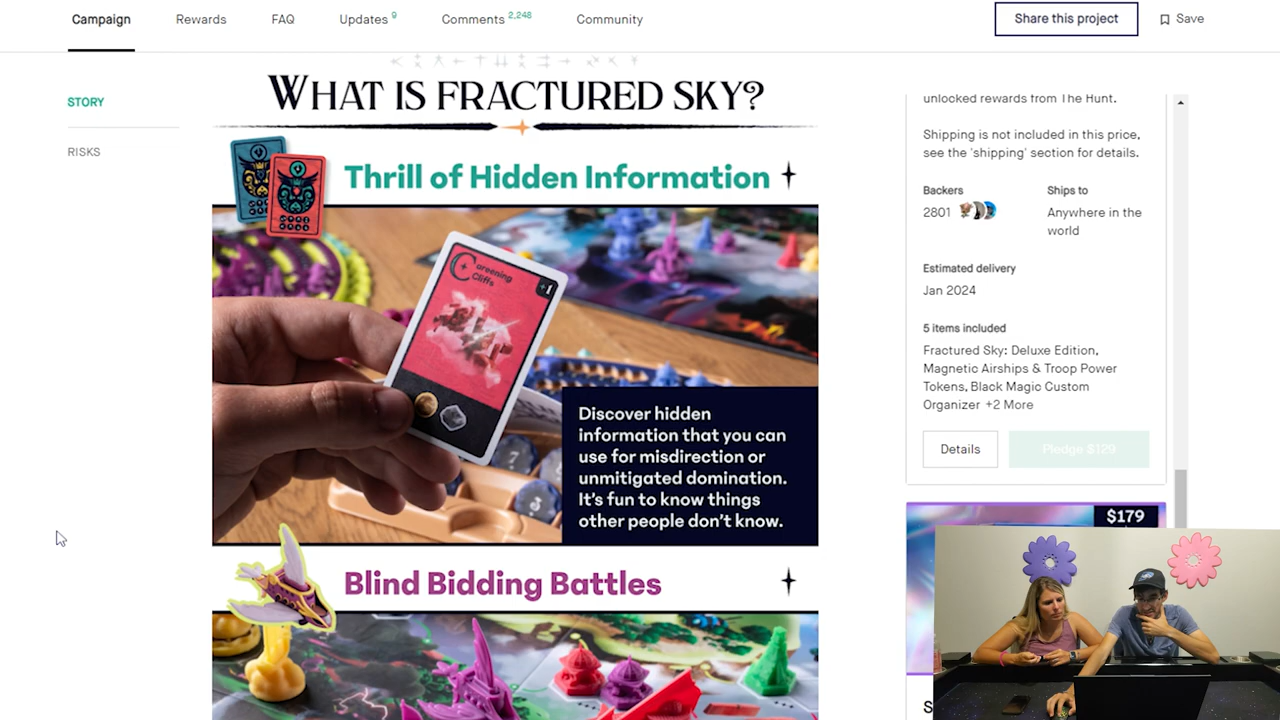 Campaign
Rewards
FAQ
Updates 9
Comments 2,248
Community
Share this project
Save
STORY
RISKS
WHAT IS FRACTURED SKY?
Thrill of Hidden Information
Careening
Cliffs
+1
Discover hidden
information that you can
use for misdirection or
unmitigated domination.
It's fun to know things
other people don't know.
Blind Bidding Battles
unlocked rewards from The Hunt.
Shipping is not included in this price,
see the 'shipping' section for details.
Backers
2801
Ships to
Anywhere in the
world
Estimated delivery
Jan 2024
5 items included
Fractured Sky: Deluxe Edition,
Magnetic Airships & Troop Power
Tokens, Black Magic Custom
Organizer +2 More
Details
Pledge $129
$179
S